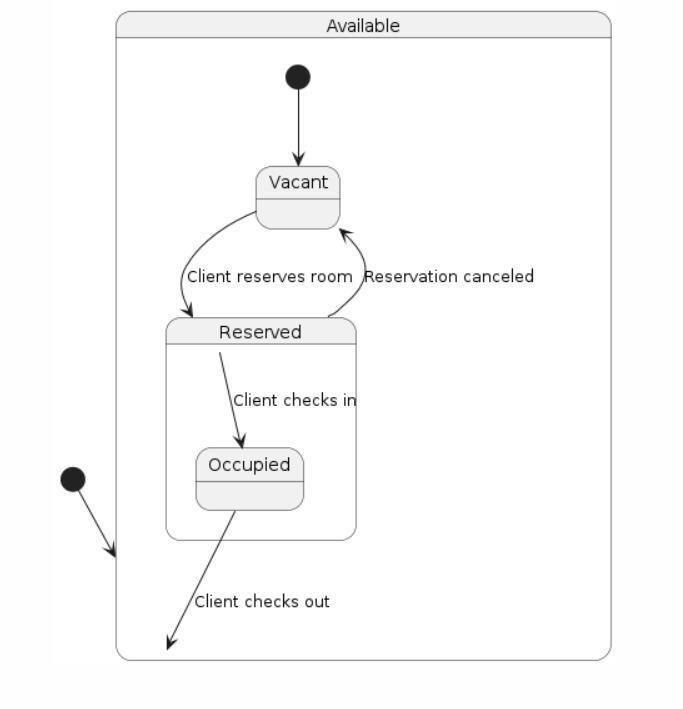 Available
Vacant
Client reserves room
Reservation canceled
Reserved
Client checks in
Occupied
Client checks out